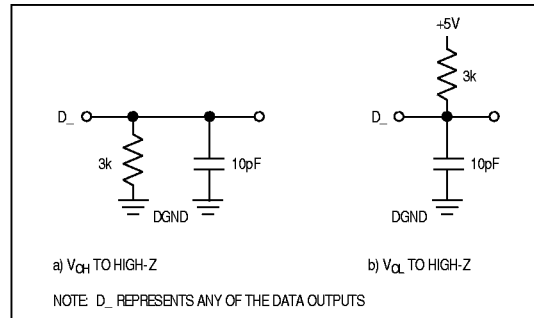 +5V
3k
D_
D_
3k
10pF
10pF
DGND
DGND
a) VOH TO HIGH-Z
b) VOL TO HIGH-Z
NOTE: D_ REPRESENTS ANY OF THE DATA OUTPUTS